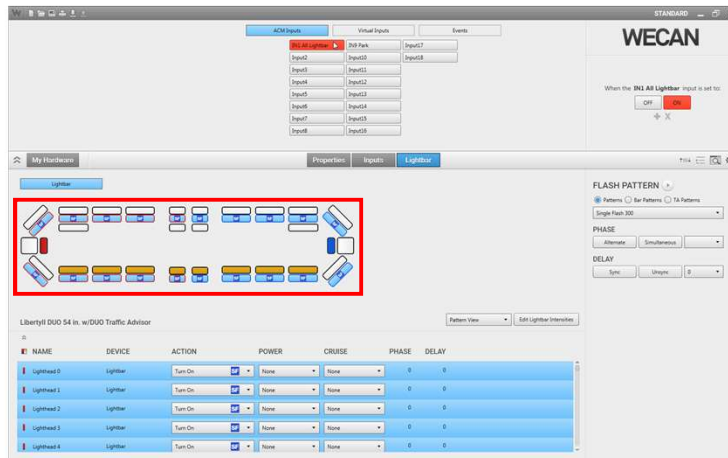 STANDARD
ACM Inputs Virtual Inputs Events
IN1 All Lightbar IN9 Park Input17
Input2 Input10 Input18
Input3 Input11
Input4 Input12
Input5 Input13
Input6 Input14
Input7 Input15
Input8 Input16
WECAN
When the IN1 All Lightbar input is set to:
OFF ON
My Hardware Properties Inputs Lightbar
Lightbar
FLASH PATTERN
Patterns Bar Patterns TA Patterns
Single Flash 300
PHASE
Alternate Simultaneous
DELAY
Sync Unsync 0
LibertyII DUO 54 in. w/DUO Traffic Advisor
Pattern View Edit Lightbar Intensities
NAME DEVICE ACTION POWER CRUISE PHASE DELAY
Lighthead 0 Lightbar Turn On SF None None 0 0
Lighthead 1 Lightbar Turn On SF None None 0 0
Lighthead 2 Lightbar Turn On SF None None 0 0
Lighthead 3 Lightbar Turn On SF None None 0 0
Lighthead 4 Lightbar Turn On SF None None 0 0